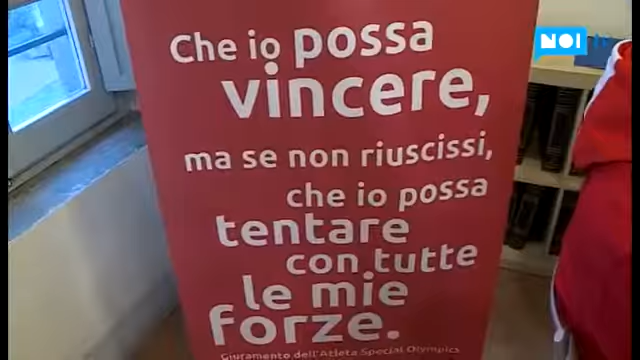 NOI tv
Che io possa
vincere,
ma se non riuscissi,
che io possa
tentare
con tutte
le mie
forze.
Giuramento dell'Atleta Special Olympics